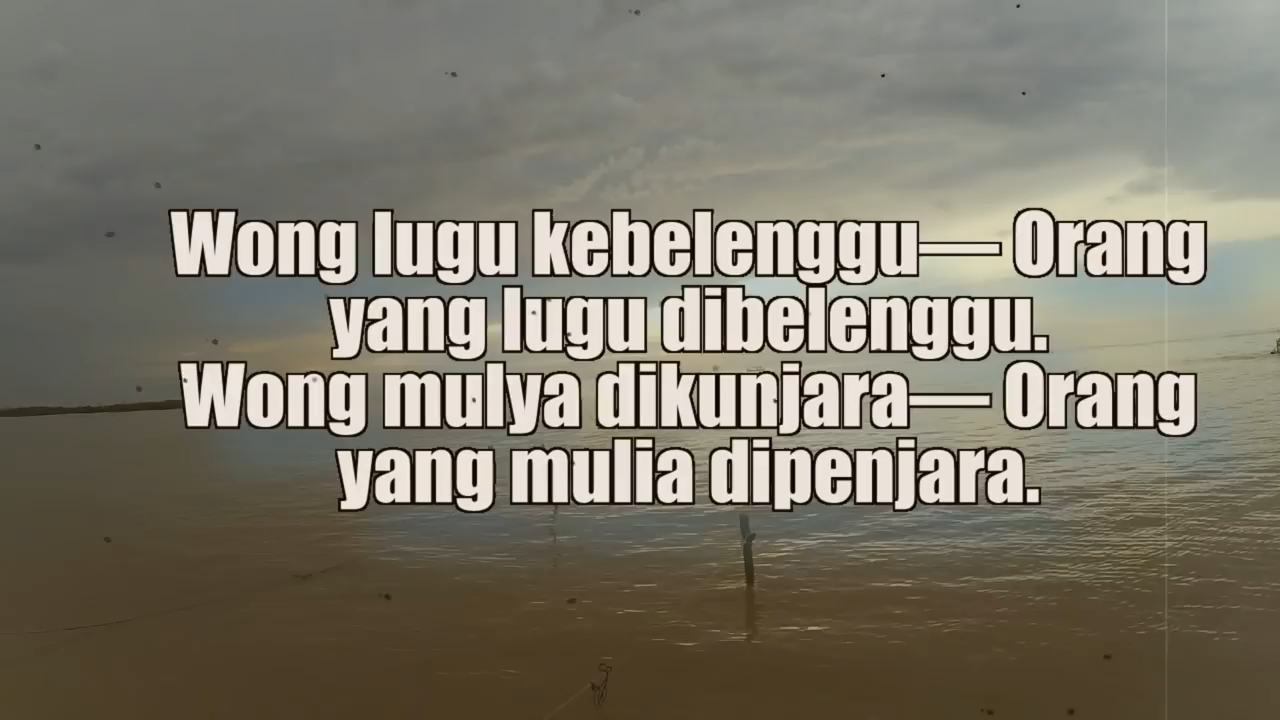 Wong lugu kebelenggu— Orang
yang lugu dibelenggu.
Wong mulya dikunjara— Orang
yang mulia dipenjara.